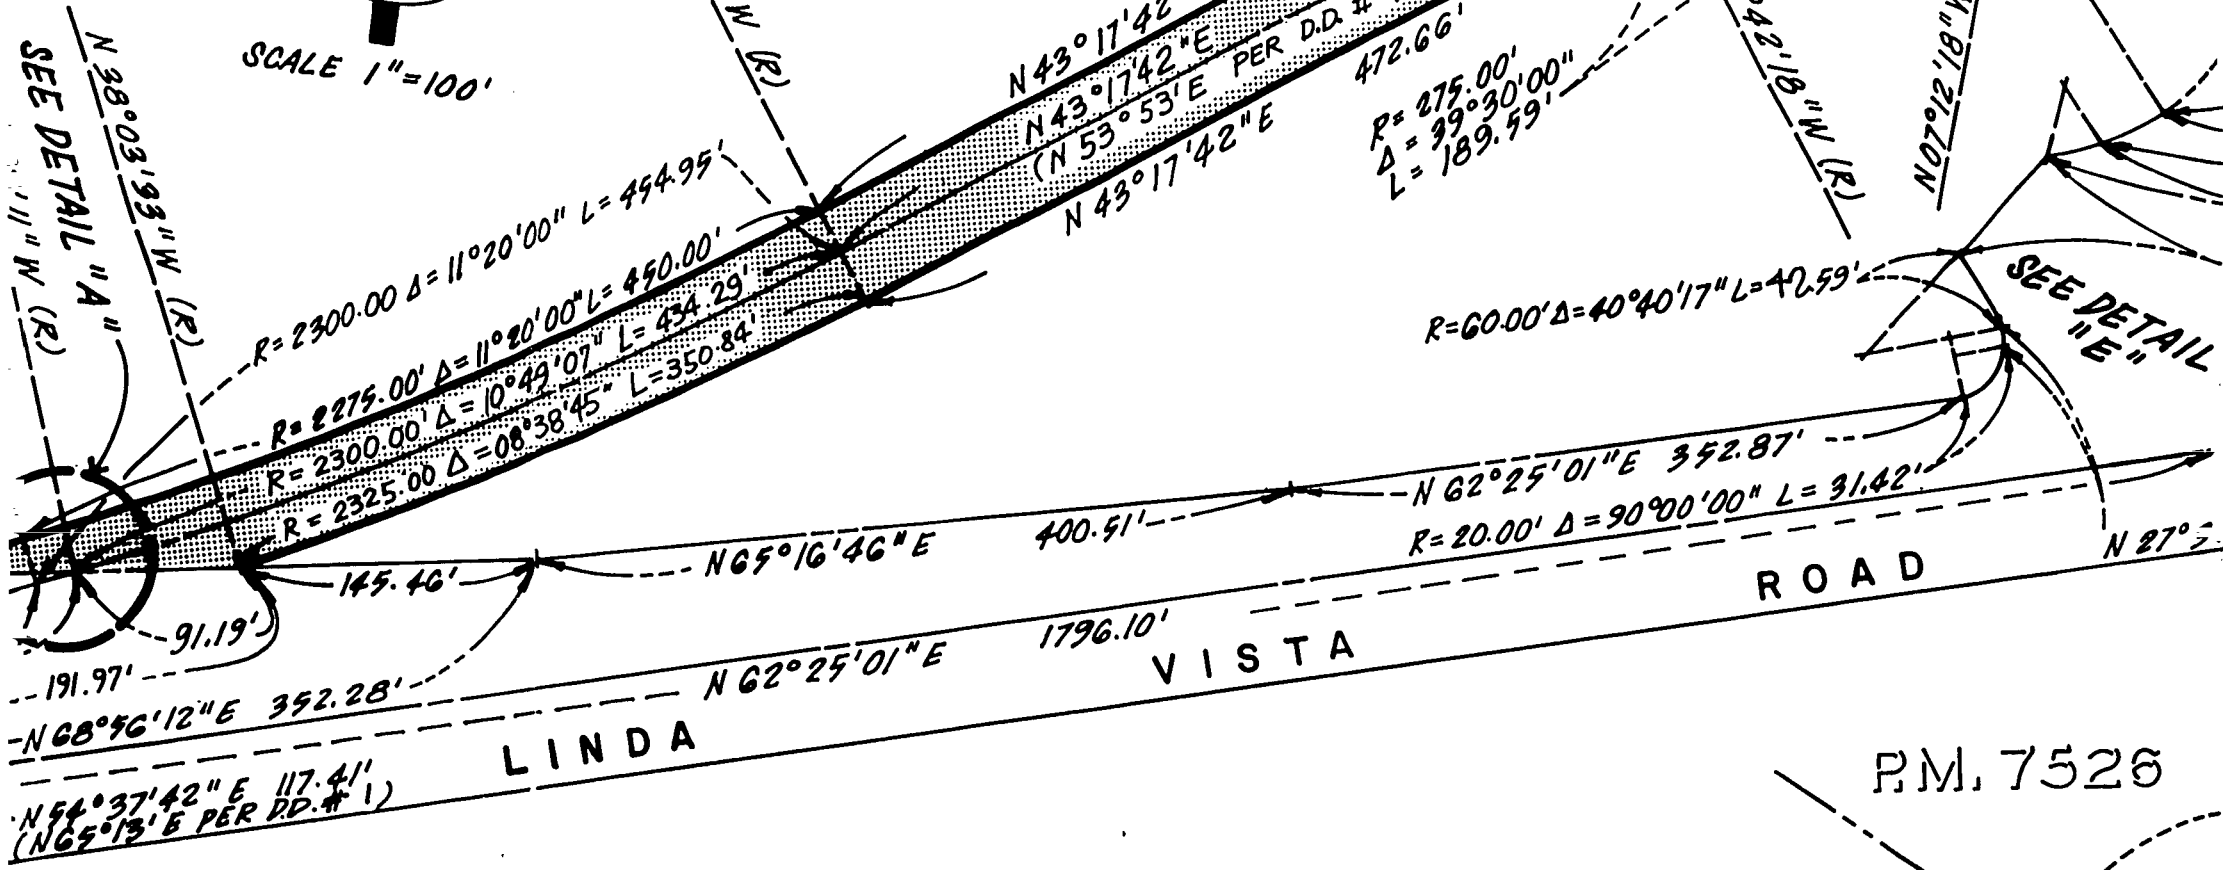 SEE DETAIL "A"
N 38°03'33"W (R)
'11"W (R)
SCALE 1"=100'
W (R)
N 43°17'42
N 43°17'42"E
(N 53°53'E PER D.D. #
472.66'
N 43°17'42"E
R= 275.00'
Δ = 39°30'00"
L = 189.59'
°42'18"W (R)
N07°21'18"W
R= 2300.00 Δ= 11°20'00" L= 454.95'
R= 2275.00' Δ= 11°20'00" L= 450.00'
R= 2300.00' Δ= 10°49'07" L= 434.29'
R= 2325.00 Δ=08°38'45" L=350.84'
R=60.00' Δ=40°40'17" L=42.59'
SEE DETAIL
"E"
N 62°25'01"E 352.87'
R= 20.00' Δ=90°00'00" L= 31.42'
N65°16'46"E 400.51'
145.46'
91.19'
191.97'
N 68°56'12"E 352.28'
N 62°25'01"E 1796.10'
N 27°
LINDA VISTA ROAD
N 54°37'42"E 117.41'
(N65°13'E PER D.D.# 1)
P.M. 7526